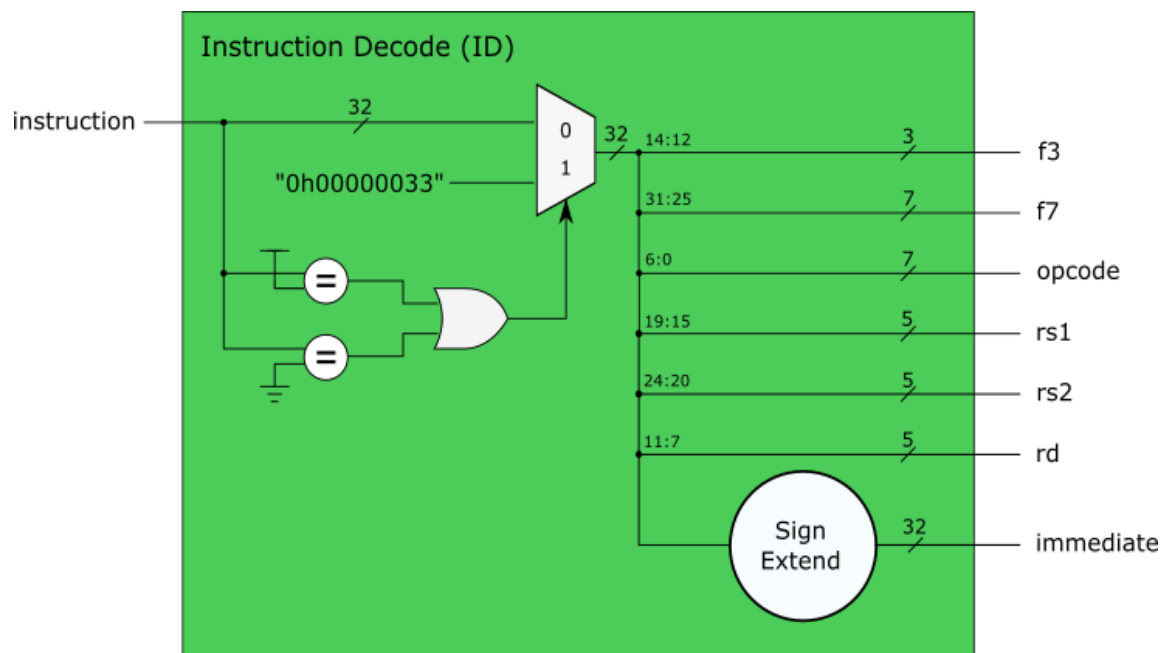 Instruction Decode (ID)
instruction
32
0
1
"0h00000033"
32
=
=
14:12
3
f3
31:25
7
f7
6:0
7
opcode
19:15
5
rs1
24:20
5
rs2
11:7
5
rd
Sign
Extend
32
immediate